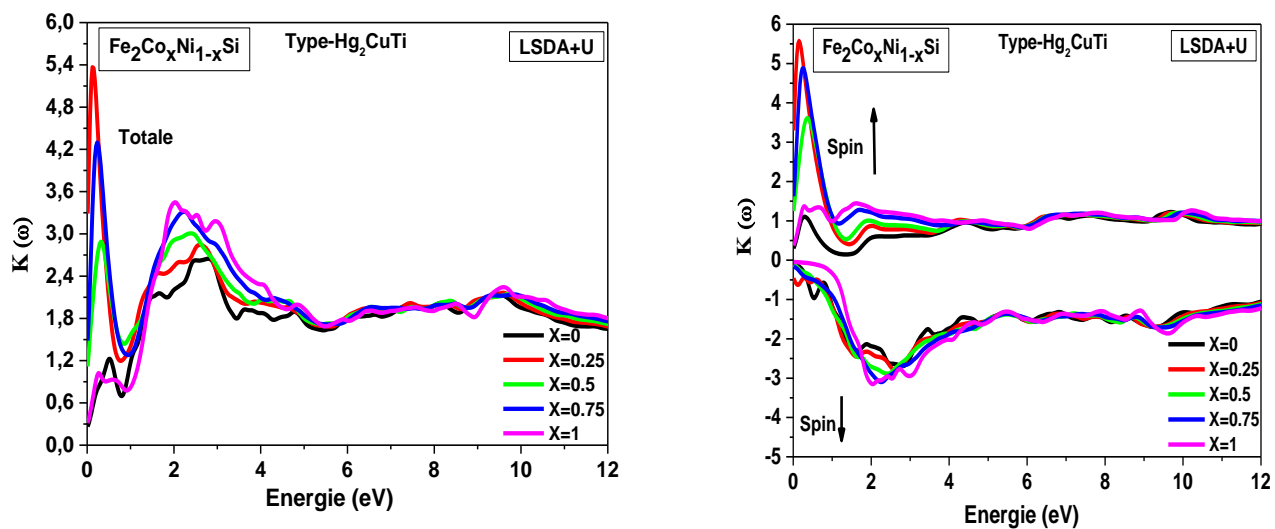 Fe2CoxNi1-xSi
Type-Hg2CuTi
LSDA+U
Totale
K (ω)
6,0
5,4
4,8
4,2
3,6
3,0
2,4
1,8
1,2
0,6
0,0
X=0
X=0.25
X=0.5
X=0.75
X=1
0 2 4 6 8 10 12
Energie (eV)
Fe2CoxNi1-xSi
Type-Hg2CuTi
LSDA+U
Spin
K (ω)
6
5
4
3
2
1
0
-1
-2
-3
-4
-5
Spin
X=0
X=0.25
X=0.5
X=0.75
X=1
0 2 4 6 8 10 12
Energie (eV)